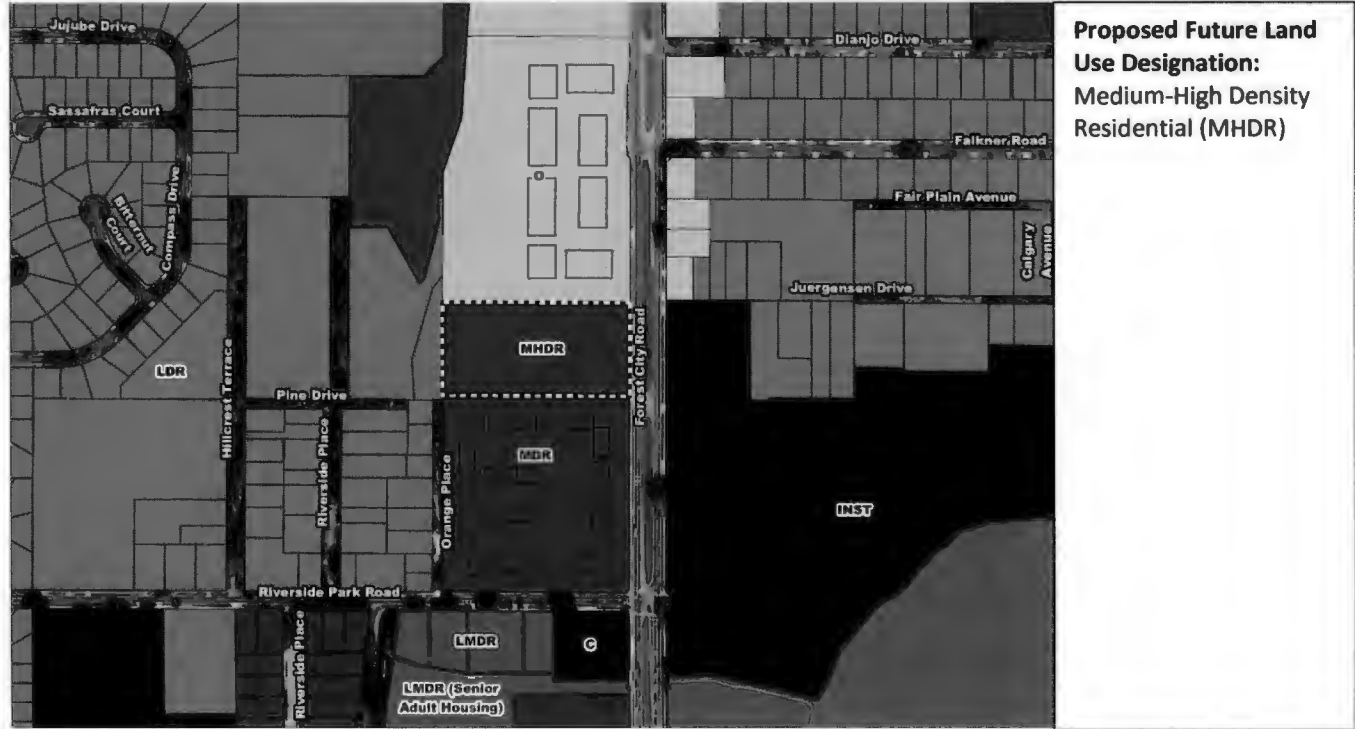 Jujube Drive
Dianjo Drive
Sassafras Court
Falkner Road
Compass Drive
Bitternut
Court
Fair Plain Avenue
Calgary
Avenue
Juergensen Drive
Forest City Road
MHDR
LDR
Hillcrest Terrace
Pine Drive
Riverside Place
Orange Place
MDR
INST
Riverside Park Road
Riverside Place
LMDR
C
LMDR (Senior
Adult Housing)
Proposed Future Land
Use Designation:
Medium-High Density
Residential (MHDR)